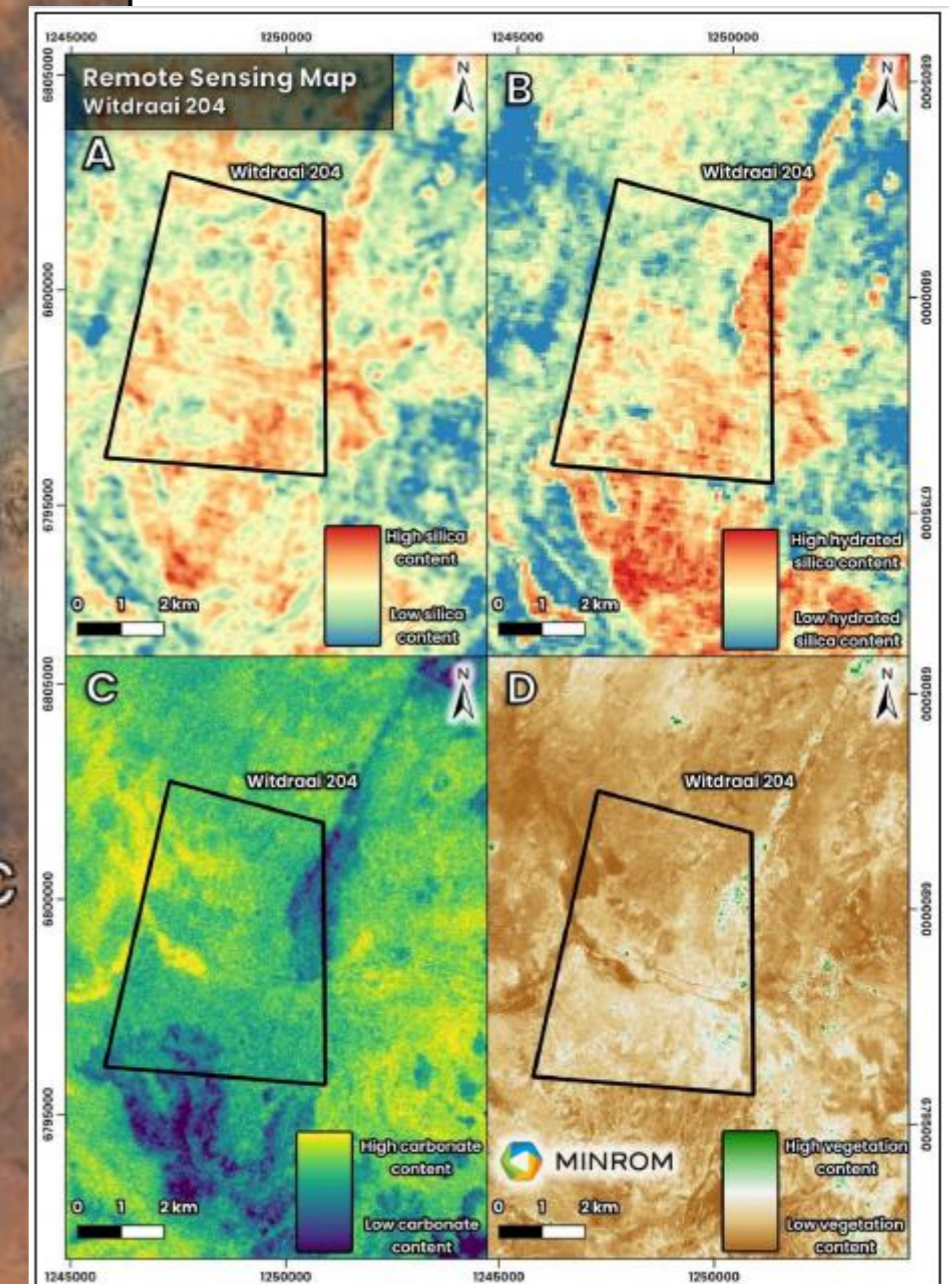 1245000
1250000
1245000
1250000
Remote Sensing Map
Witdraai 204
6805000
6800000
6795000
A
N
Witdraai 204
High silica
content
Low silica
content
0 1 2 km
B
N
Witdraai 204
High hydrated
silica content
Low hydrated
silica content
0 1 2 km
6805000
6800000
6795000
C
6805000
6800000
6795000
C
N
Witdraai 204
High carbonate
content
Low carbonate
content
0 1 2 km
D
N
Witdraai 204
MINROM
High vegetation
content
Low vegetation
content
0 1 2 km
6805000
6800000
6795000
1245000
1250000
1245000
1250000